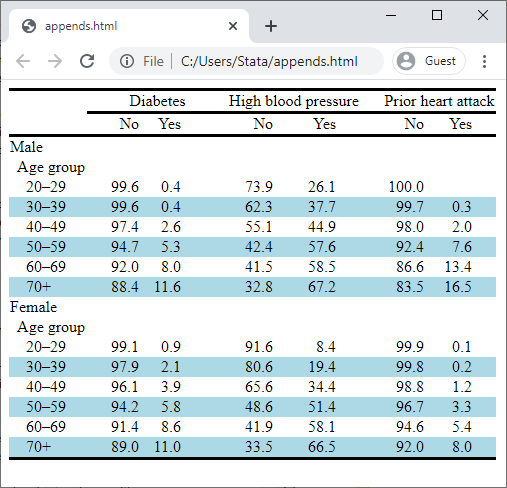 appends.html
File C:/Users/Stata/appends.html Guest
Diabetes High blood pressure Prior heart attack
No Yes No Yes No Yes
Male
Age group
20–29 99.6 0.4 73.9 26.1 100.0
30–39 99.6 0.4 62.3 37.7 99.7 0.3
40–49 97.4 2.6 55.1 44.9 98.0 2.0
50–59 94.7 5.3 42.4 57.6 92.4 7.6
60–69 92.0 8.0 41.5 58.5 86.6 13.4
70+ 88.4 11.6 32.8 67.2 83.5 16.5
Female
Age group
20–29 99.1 0.9 91.6 8.4 99.9 0.1
30–39 97.9 2.1 80.6 19.4 99.8 0.2
40–49 96.1 3.9 65.6 34.4 98.8 1.2
50–59 94.2 5.8 48.6 51.4 96.7 3.3
60–69 91.4 8.6 41.9 58.1 94.6 5.4
70+ 89.0 11.0 33.5 66.5 92.0 8.0